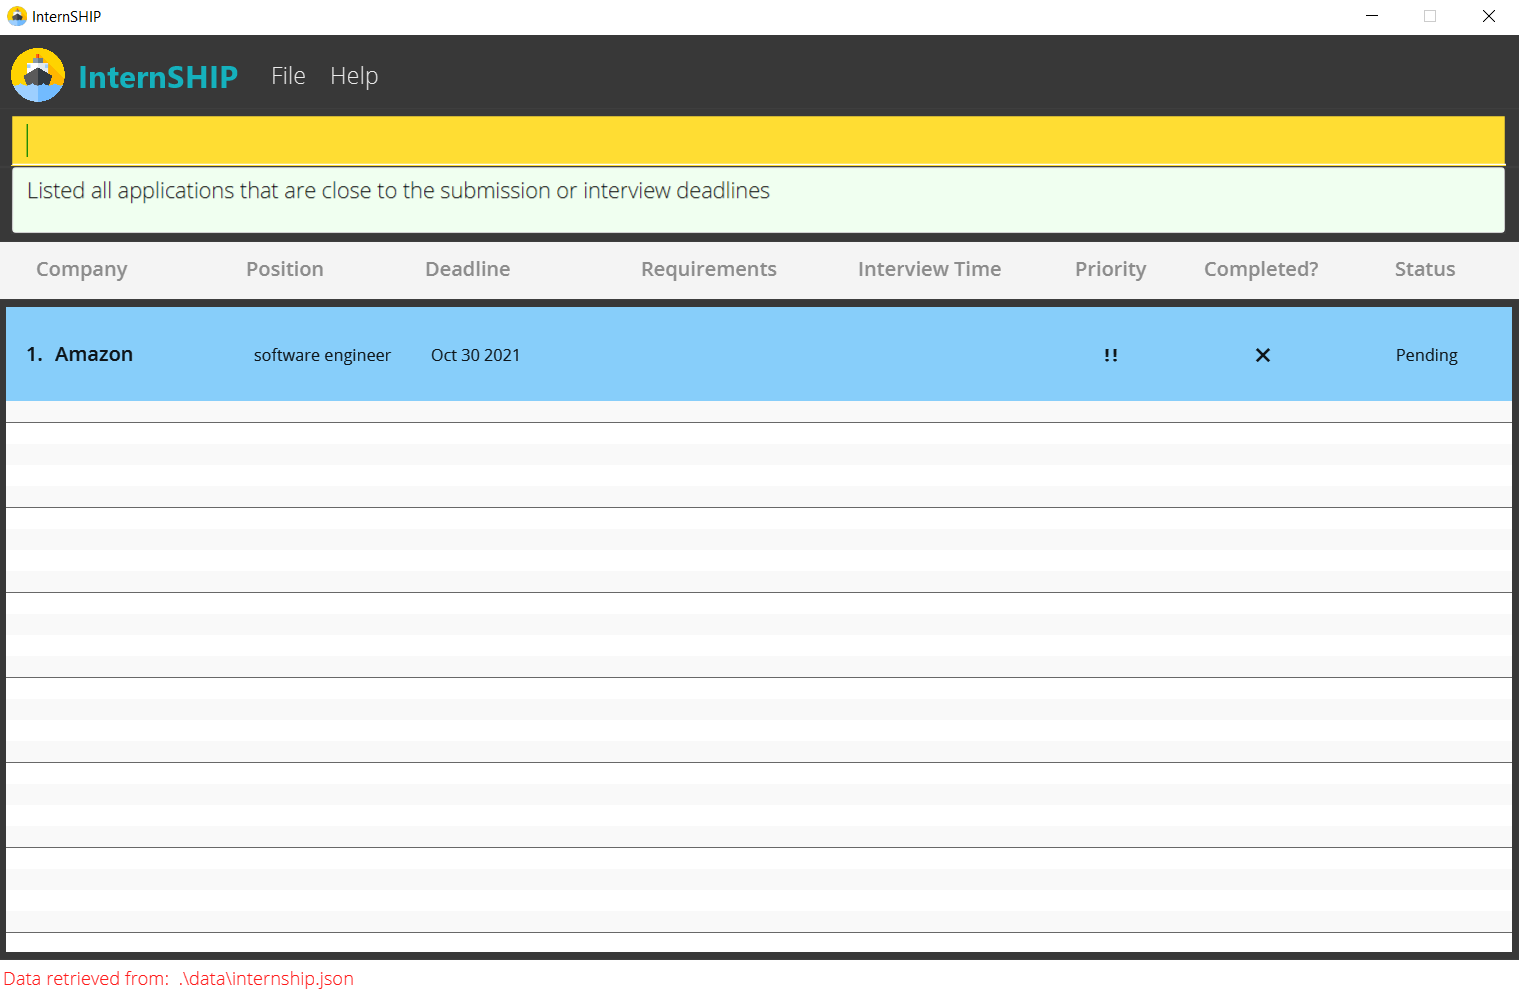 InternSHIP
InternSHIP File Help
Listed all applications that are close to the submission or interview deadlines
Company Position Deadline Requirements Interview Time Priority Completed? Status
1. Amazon software engineer Oct 30 2021 !! ✕ Pending
Data retrieved from: .\data\internship.json